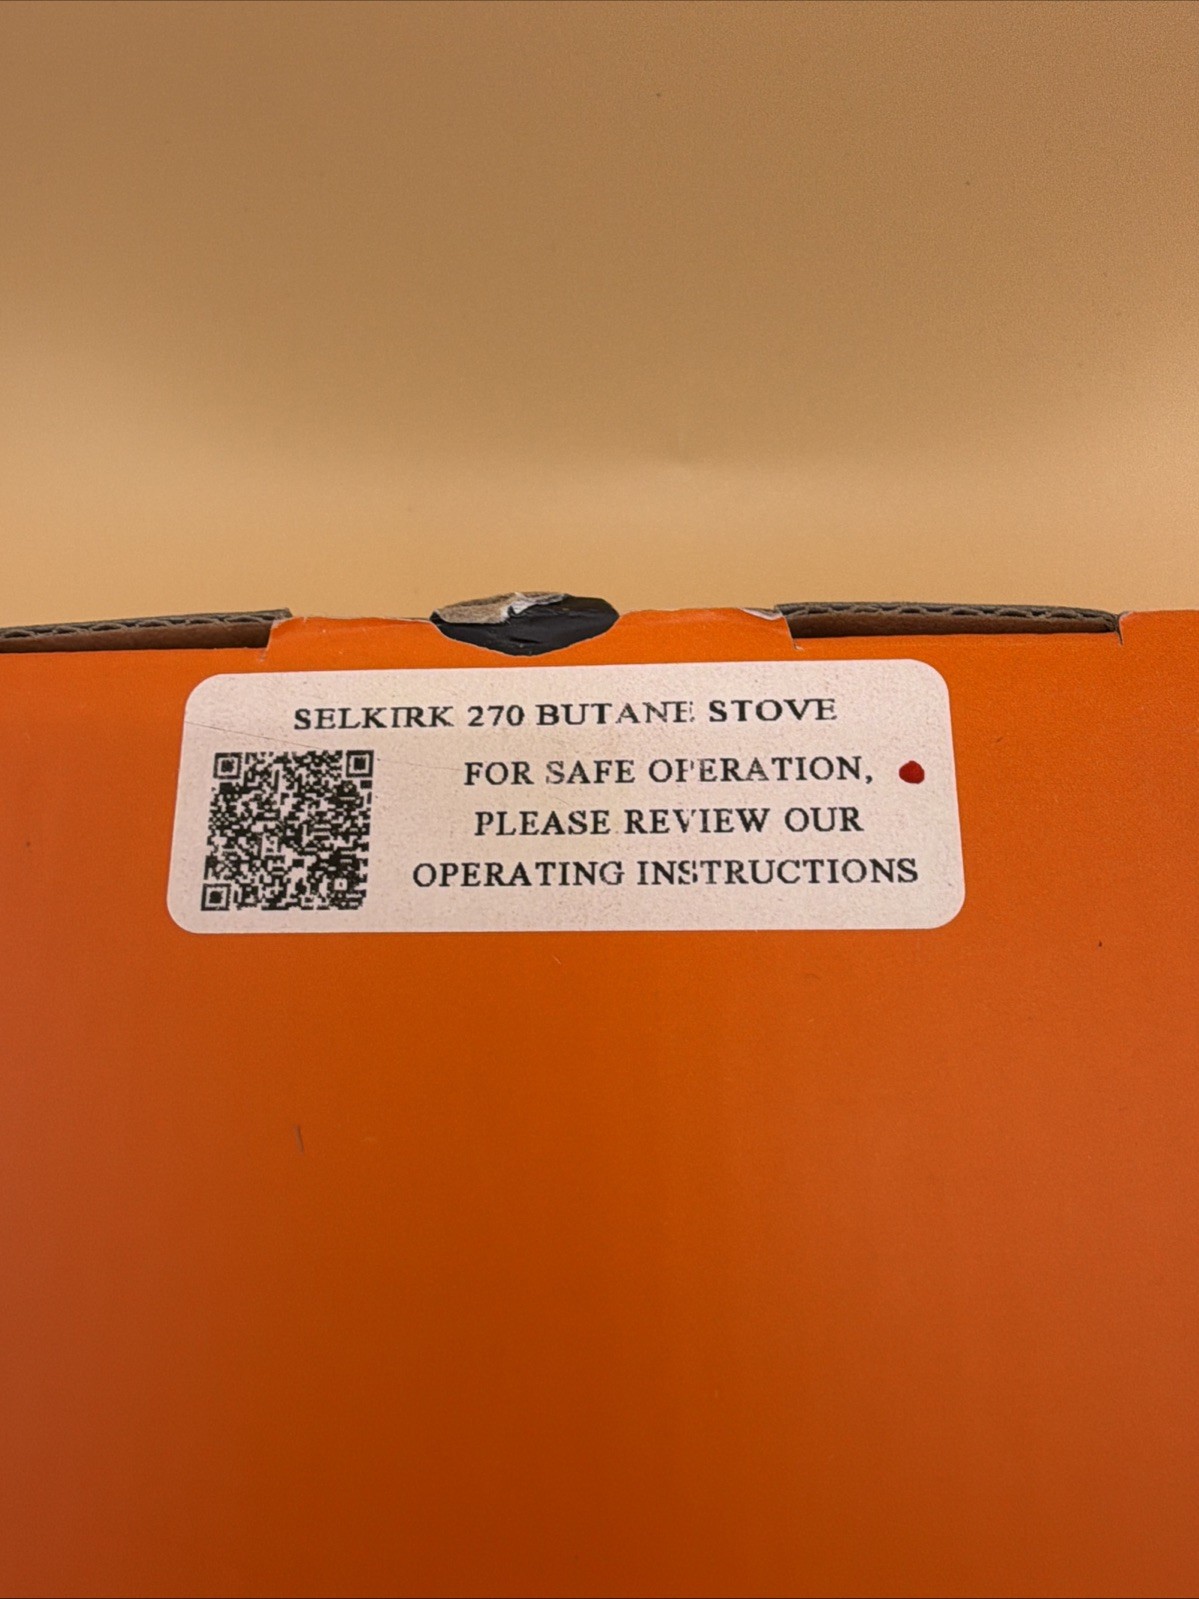 SELKIRK 270 BUTANE STOVE
FOR SAFE OPERATION,
PLEASE REVIEW OUR
OPERATING INSTRUCTIONS